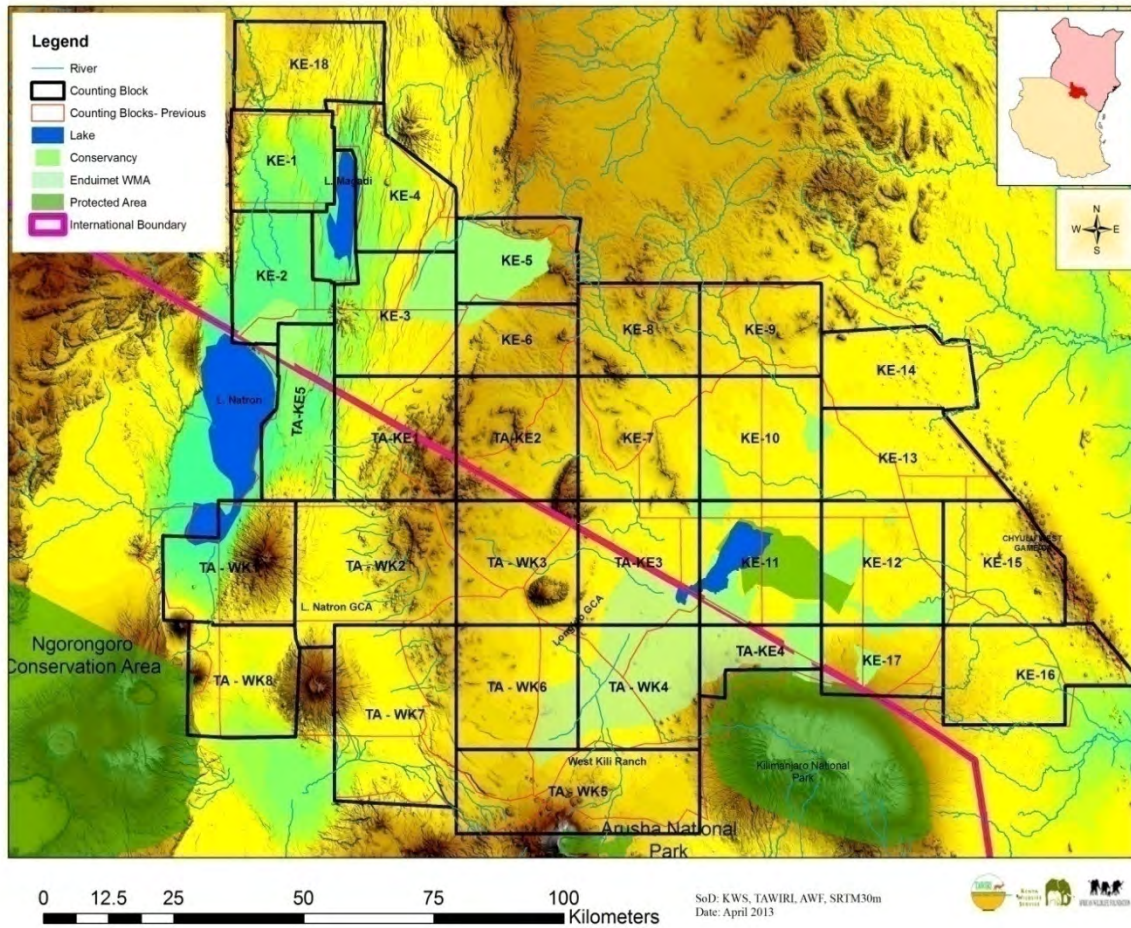 Legend
River
Counting Block
Counting Blocks- Previous
Lake
Conservancy
Enduimet WMA
Protected Area
International Boundary
N
W E
S
KE-18
KE-1
L. Magadi
KE-4
KE-2
KE-5
KE-3
KE-6
KE-8
KE-9
KE-14
L. Natron
TA-KE5
TA-KE1
TA-KE2
KE-7
KE-10
KE-13
TA - WK1
TA - WK2
TA - WK3
TA-KE3
KE-11
KE-12
KE-15
CHYULU WEST
L. Natron GCA
Longido GCA
Ngorongoro
Conservation Area
TA - WK8
TA - WK7
TA - WK6
TA - WK4
TA-KE4
KE-17
KE-16
West Kili Ranch
TA - WK5
Kilimanjaro National
Park
Arusha National
Park
0 12.5 25 50 75 100
Kilometers
SoD: KWS, TAWIRI, AWF, SRTM30m
Date: April 2013